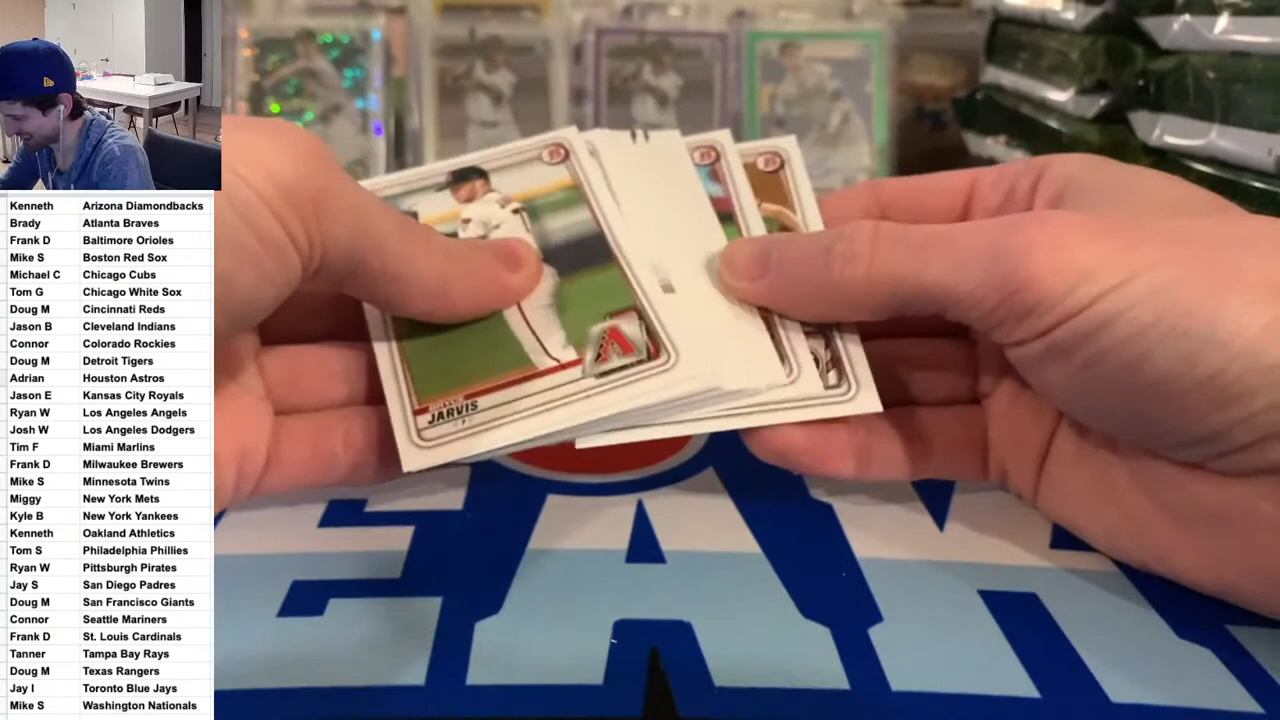 Kenneth Arizona Diamondbacks
Brady Atlanta Braves
Frank D Baltimore Orioles
Mike S Boston Red Sox
Michael C Chicago Cubs
Tom G Chicago White Sox
Doug M Cincinnati Reds
Jason B Cleveland Indians
Connor Colorado Rockies
Doug M Detroit Tigers
Adrian Houston Astros
Jason E Kansas City Royals
Ryan W Los Angeles Angels
Josh W Los Angeles Dodgers
Tim F Miami Marlins
Frank D Milwaukee Brewers
Mike S Minnesota Twins
Miggy New York Mets
Kyle B New York Yankees
Kenneth Oakland Athletics
Tom S Philadelphia Phillies
Ryan W Pittsburgh Pirates
Jay S San Diego Padres
Doug M San Francisco Giants
Connor Seattle Mariners
Frank D St. Louis Cardinals
Tanner Tampa Bay Rays
Doug M Texas Rangers
Jay I Toronto Blue Jays
Mike S Washington Nationals
JARVIS